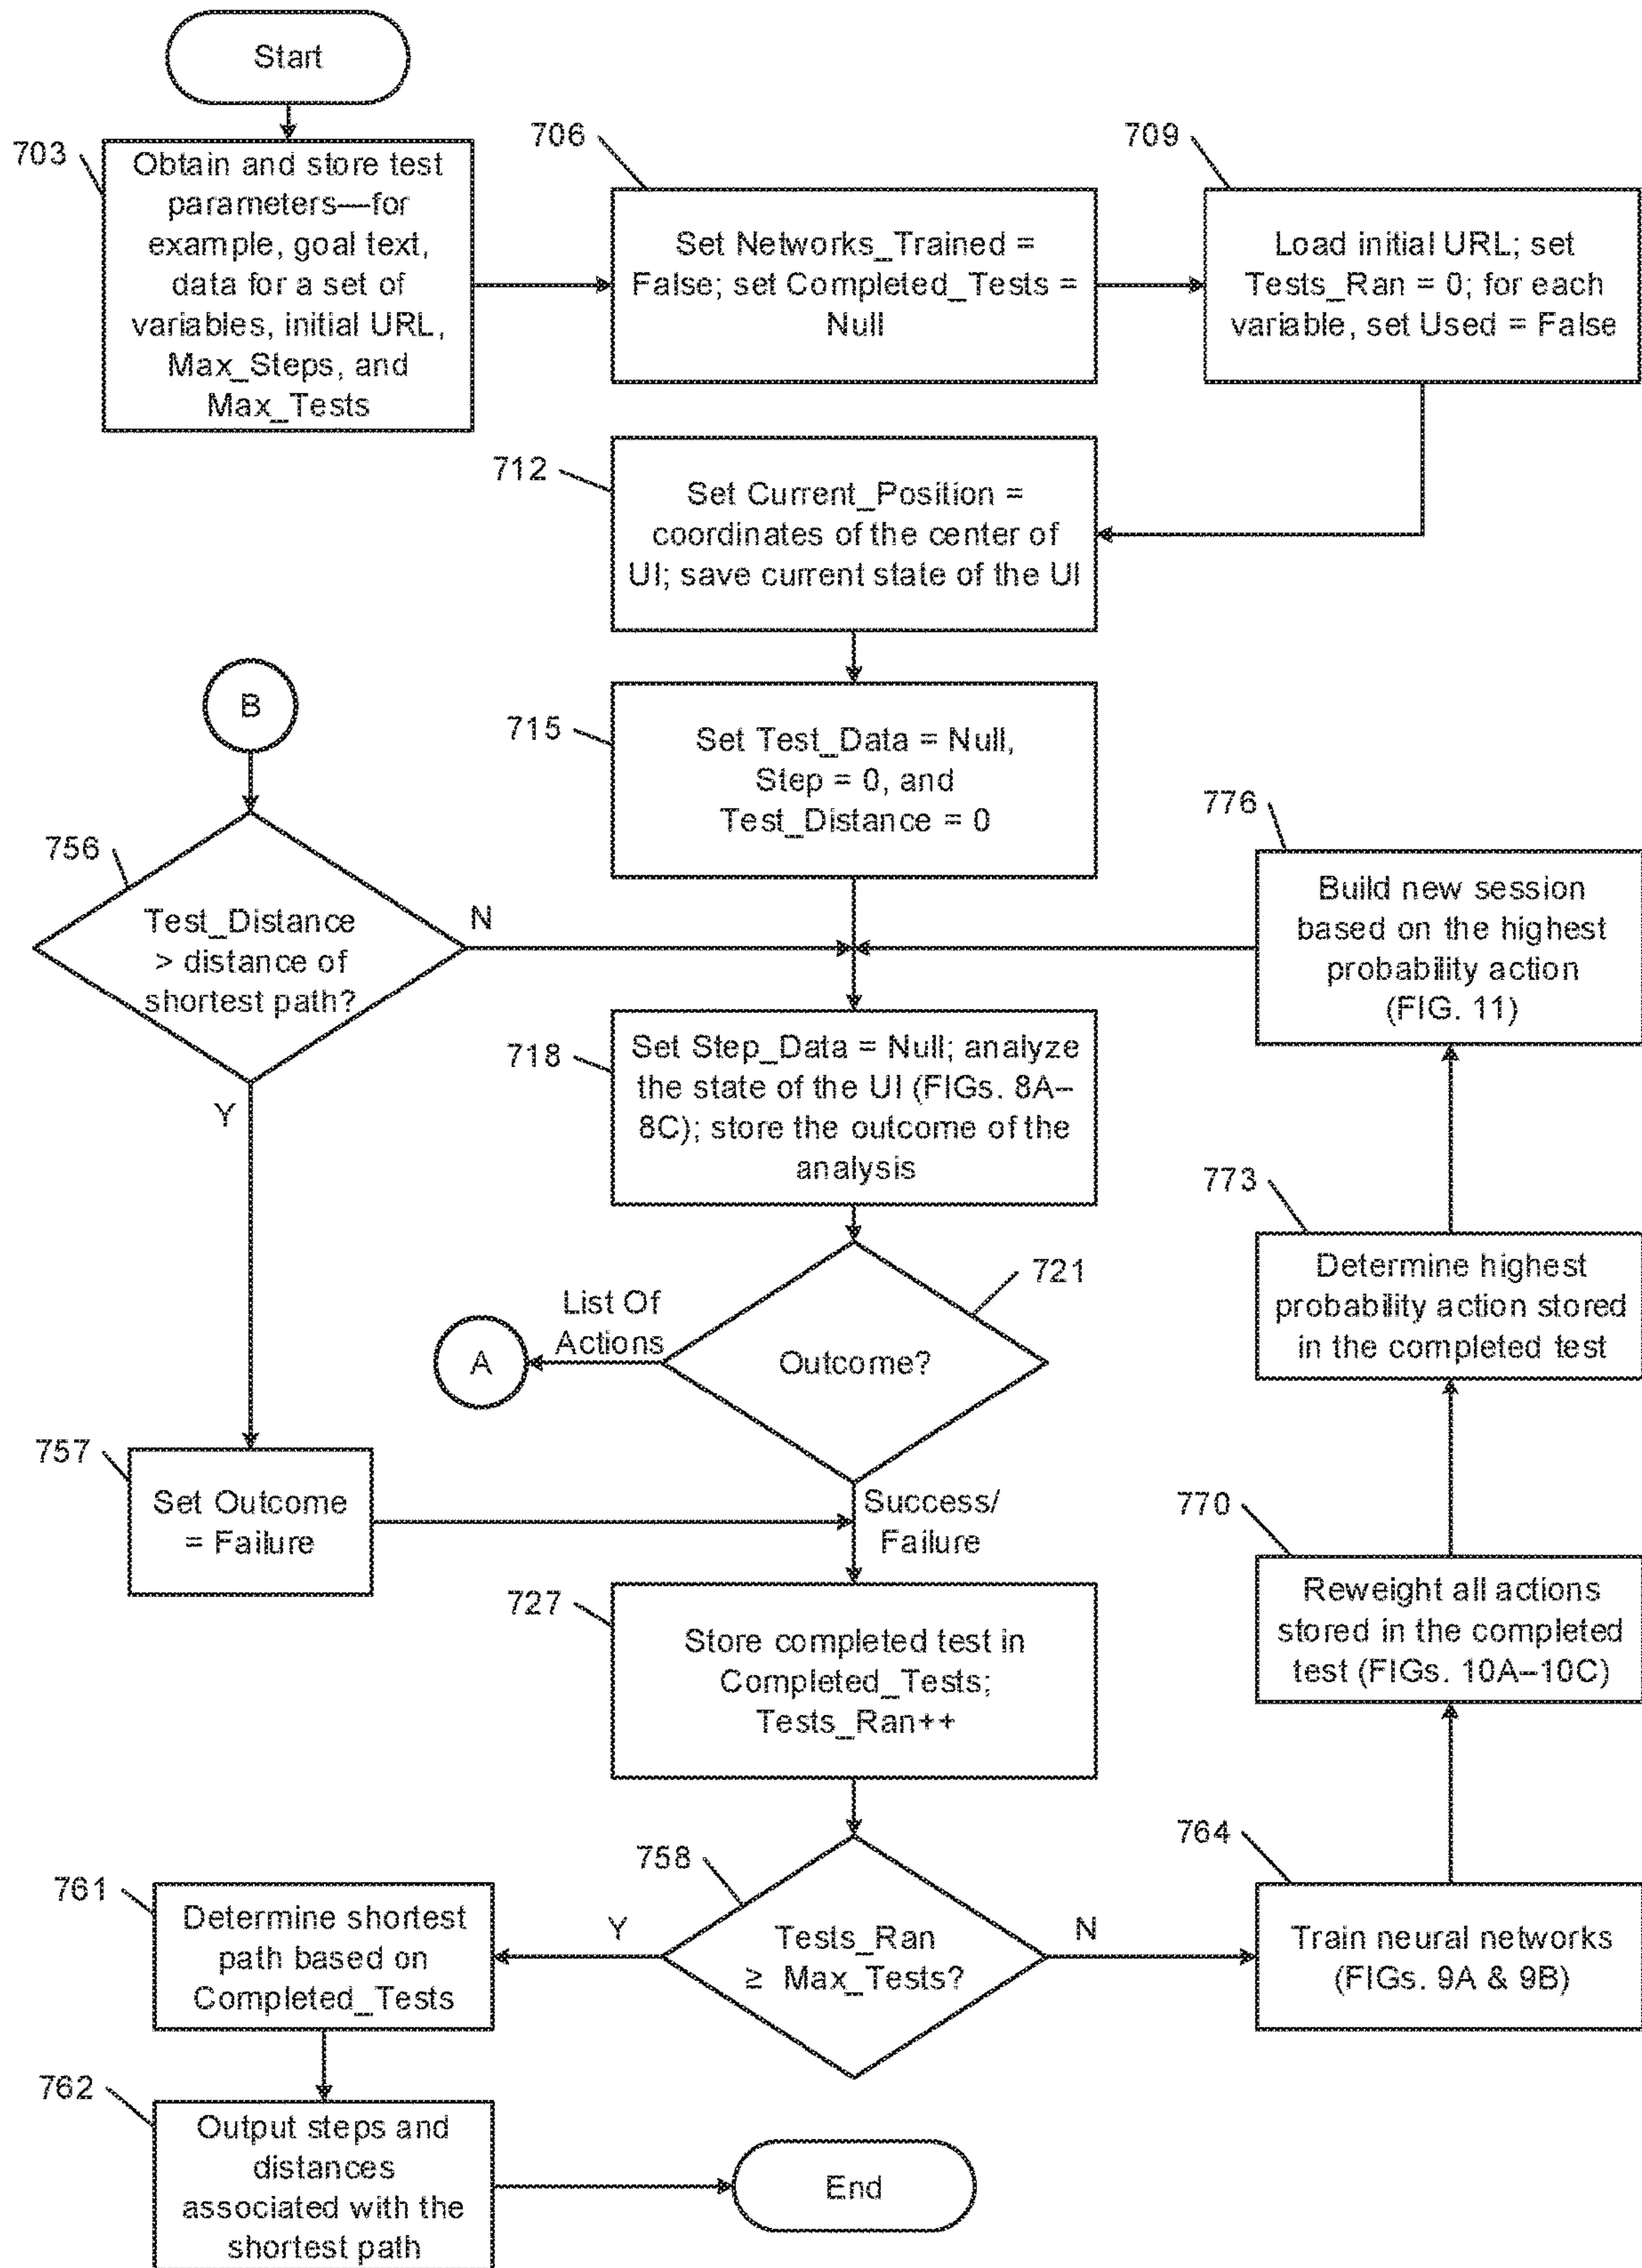 Start
703
Obtain and store test
parameters—for
example, goal text,
data for a set of
variables, initial URL,
Max_Steps, and
Max_Tests
706
Set Networks_Trained =
False; set Completed_Tests =
Null
709
Load initial URL; set
Tests_Ran = 0; for each
variable, set Used = False
712
Set Current_Position =
coordinates of the center of
UI; save current state of the UI
B
715
Set Test_Data = Null,
Step = 0, and
Test_Distance = 0
756
Test_Distance
> distance of
shortest path?
N
Y
776
Build new session
based on the highest
probability action
(FIG. 11)
718
Set Step_Data = Null; analyze
the state of the UI (FIGs. 8A–
8C); store the outcome of the
analysis
773
Determine highest
probability action stored
in the completed test
721
Outcome?
List Of
Actions
A
Success/
Failure
757
Set Outcome
= Failure
770
Reweight all actions
stored in the completed
test (FIGs. 10A–10C)
727
Store completed test in
Completed_Tests;
Tests_Ran++
758
Tests_Ran
≥ Max_Tests?
Y
N
764
Train neural networks
(FIGs. 9A & 9B)
761
Determine shortest
path based on
Completed_Tests
762
Output steps and
distances
associated with the
shortest path
End